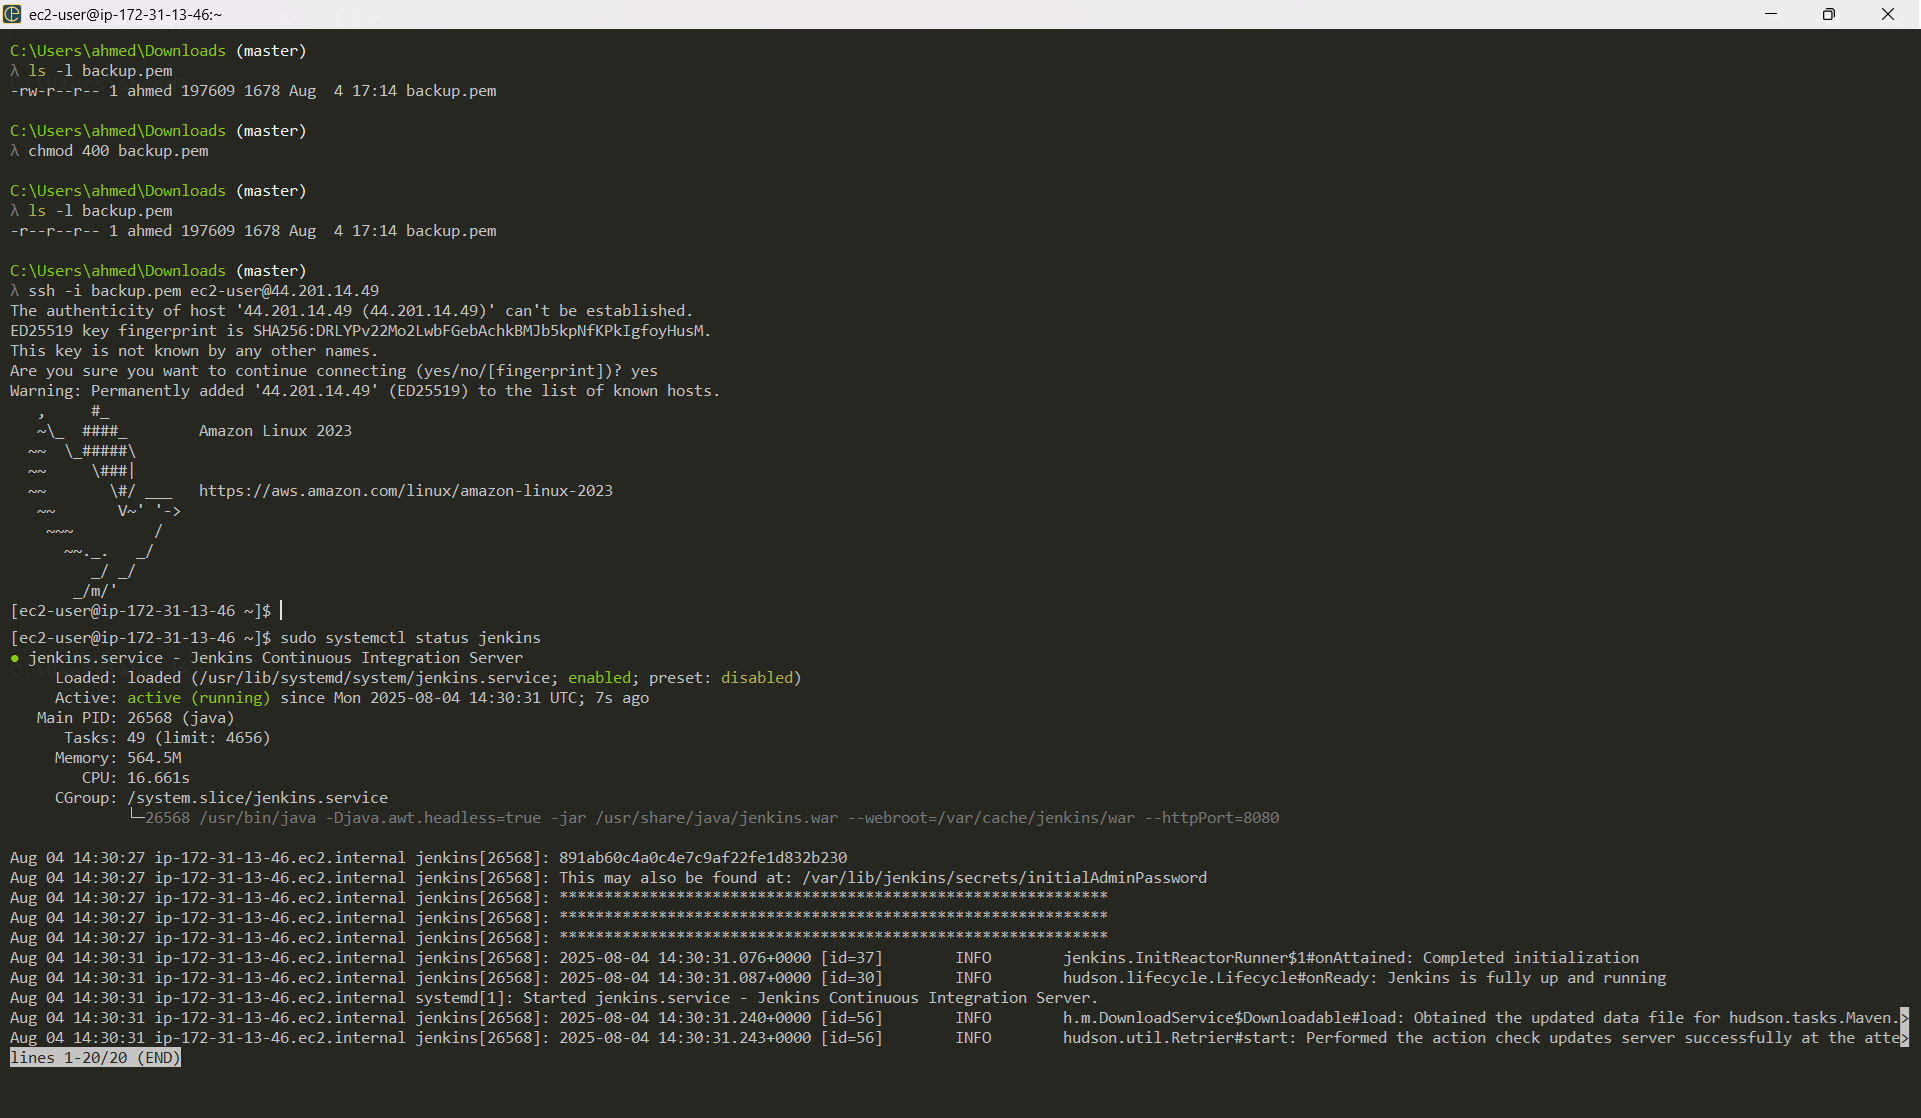 ec2-user@ip-172-31-13-46:~
C:\Users\ahmed\Downloads (master)
λ ls -l backup.pem
-rw-r--r-- 1 ahmed 197609 1678 Aug  4 17:14 backup.pem
C:\Users\ahmed\Downloads (master)
λ chmod 400 backup.pem
C:\Users\ahmed\Downloads (master)
λ ls -l backup.pem
-r--r--r-- 1 ahmed 197609 1678 Aug  4 17:14 backup.pem
C:\Users\ahmed\Downloads (master)
λ ssh -i backup.pem ec2-user@44.201.14.49
The authenticity of host '44.201.14.49 (44.201.14.49)' can't be established.
ED25519 key fingerprint is SHA256:DRLYPv22Mo2LwbFGebAchkBMJb5kpNfKPkIgfoyHusM.
This key is not known by any other names.
Are you sure you want to continue connecting (yes/no/[fingerprint])? yes
Warning: Permanently added '44.201.14.49' (ED25519) to the list of known hosts.
   ,     #_
   ~\_  ####_        Amazon Linux 2023
  ~~  \_#####\
  ~~     \###|
  ~~       \#/ ___   https://aws.amazon.com/linux/amazon-linux-2023
   ~~       V~' '->
    ~~~         /
      ~~._.   _/
         _/ _/
       _/m/'
[ec2-user@ip-172-31-13-46 ~]$
[ec2-user@ip-172-31-13-46 ~]$ sudo systemctl status jenkins
● jenkins.service - Jenkins Continuous Integration Server
     Loaded: loaded (/usr/lib/systemd/system/jenkins.service; enabled; preset: disabled)
     Active: active (running) since Mon 2025-08-04 14:30:31 UTC; 7s ago
   Main PID: 26568 (java)
      Tasks: 49 (limit: 4656)
     Memory: 564.5M
        CPU: 16.661s
     CGroup: /system.slice/jenkins.service
             └─26568 /usr/bin/java -Djava.awt.headless=true -jar /usr/share/java/jenkins.war --webroot=/var/cache/jenkins/war --httpPort=8080
Aug 04 14:30:27 ip-172-31-13-46.ec2.internal jenkins[26568]: 891ab60c4a0c4e7c9af22fe1d832b230
Aug 04 14:30:27 ip-172-31-13-46.ec2.internal jenkins[26568]: This may also be found at: /var/lib/jenkins/secrets/initialAdminPassword
Aug 04 14:30:27 ip-172-31-13-46.ec2.internal jenkins[26568]: *************************************************************
Aug 04 14:30:27 ip-172-31-13-46.ec2.internal jenkins[26568]: *************************************************************
Aug 04 14:30:27 ip-172-31-13-46.ec2.internal jenkins[26568]: *************************************************************
Aug 04 14:30:31 ip-172-31-13-46.ec2.internal jenkins[26568]: 2025-08-04 14:30:31.076+0000 [id=37]        INFO        jenkins.InitReactorRunner$1#onAttained: Completed initialization
Aug 04 14:30:31 ip-172-31-13-46.ec2.internal jenkins[26568]: 2025-08-04 14:30:31.087+0000 [id=30]        INFO        hudson.lifecycle.Lifecycle#onReady: Jenkins is fully up and running
Aug 04 14:30:31 ip-172-31-13-46.ec2.internal systemd[1]: Started jenkins.service - Jenkins Continuous Integration Server.
Aug 04 14:30:31 ip-172-31-13-46.ec2.internal jenkins[26568]: 2025-08-04 14:30:31.240+0000 [id=56]        INFO        h.m.DownloadService$Downloadable#load: Obtained the updated data file for hudson.tasks.Maven.>
Aug 04 14:30:31 ip-172-31-13-46.ec2.internal jenkins[26568]: 2025-08-04 14:30:31.243+0000 [id=56]        INFO        hudson.util.Retrier#start: Performed the action check updates server successfully at the atte>
lines 1-20/20 (END)